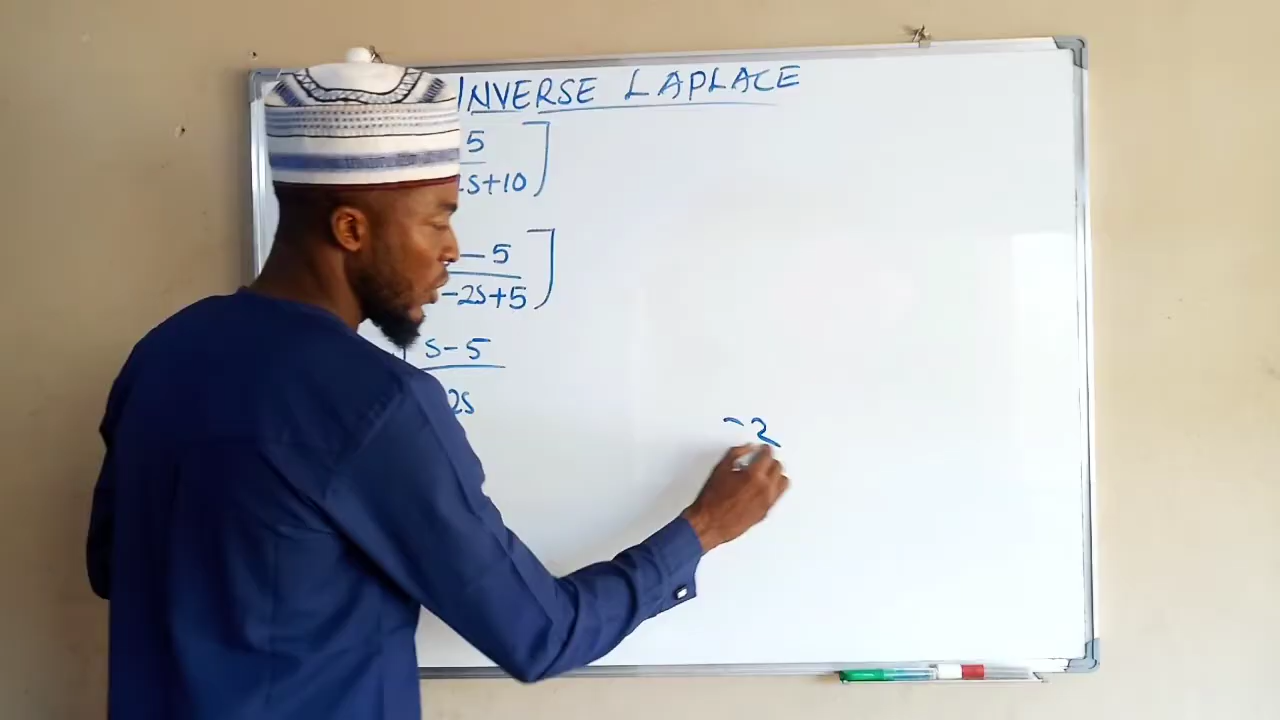 INVERSE LAPLACE
5 ]
s+10
— 5 ]
-2s+5
s-5
2s
-2